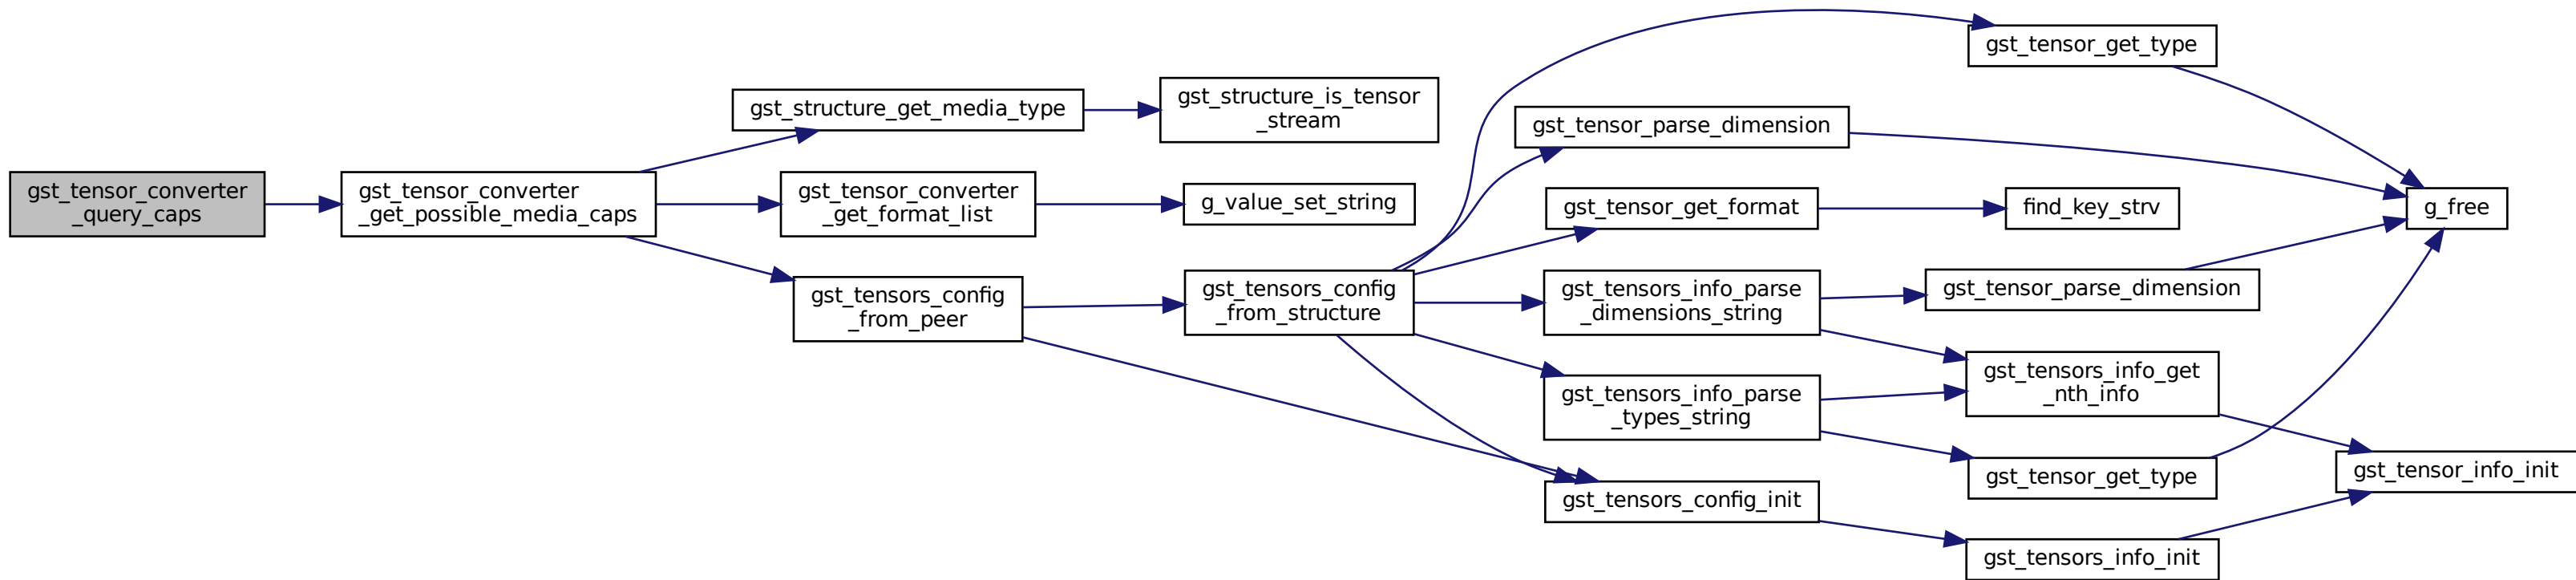 gst_tensor_converter
_query_caps
gst_tensor_converter
_get_possible_media_caps
gst_structure_get_media_type
gst_structure_is_tensor
_stream
gst_tensor_converter
_get_format_list
g_value_set_string
gst_tensors_config
_from_peer
gst_tensors_config
_from_structure
gst_tensor_get_type
gst_tensor_parse_dimension
gst_tensor_get_format
find_key_strv
g_free
gst_tensors_info_parse
_dimensions_string
gst_tensor_parse_dimension
gst_tensors_info_parse
_types_string
gst_tensors_info_get
_nth_info
gst_tensor_get_type
gst_tensor_info_init
gst_tensors_config_init
gst_tensors_info_init